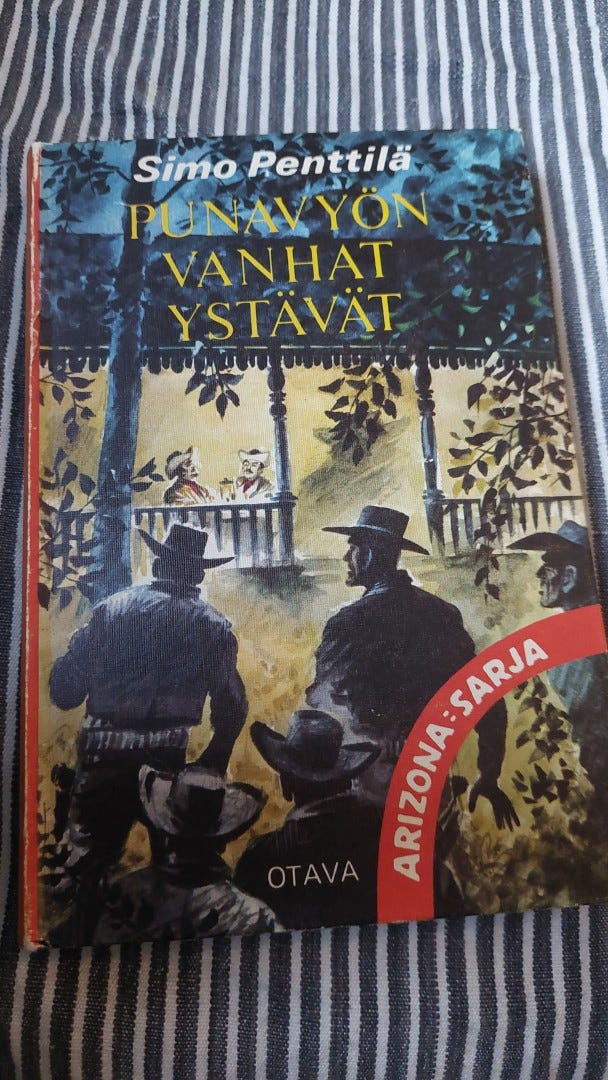 Simo Penttilä
PUNAVYÖN
VANHAT
YSTÄVÄT
ARIZONA=SARJA
OTAVA